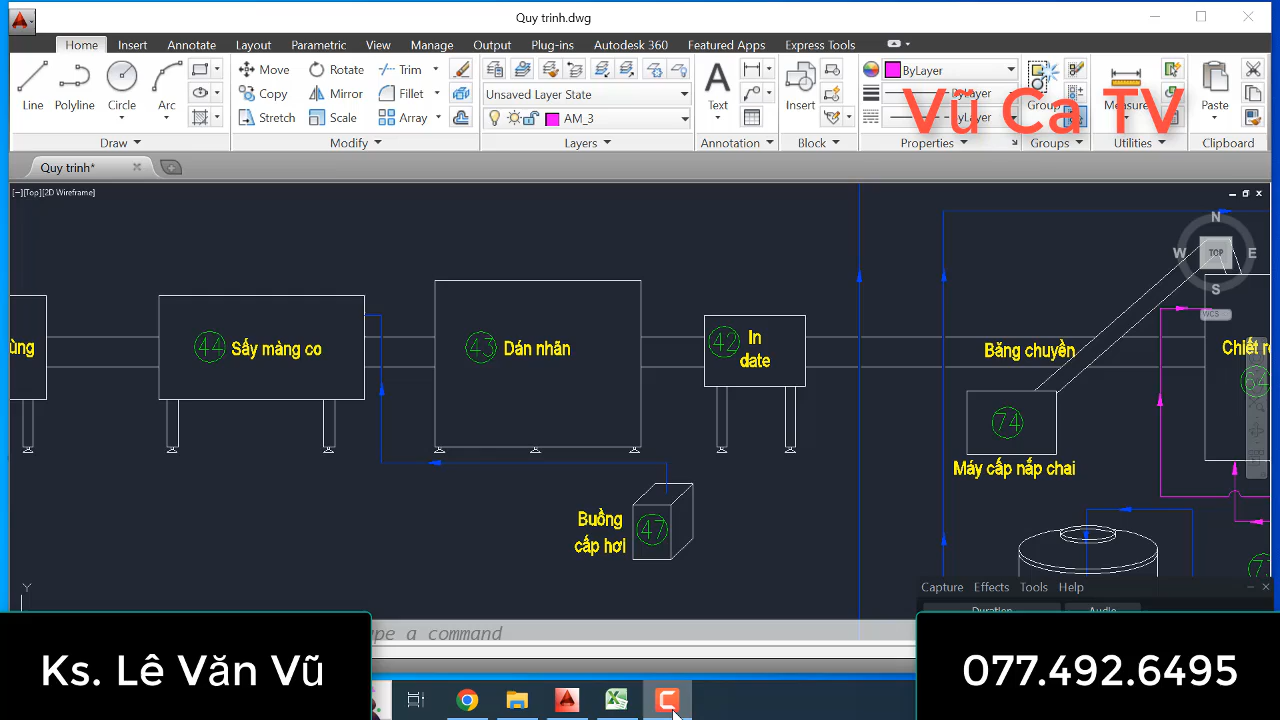 Quy trinh.dwg
Home Insert Annotate Layout Parametric View Manage Output Plug-ins Autodesk 360 Featured Apps Express Tools
Line Polyline Circle Arc
Move Rotate Trim
Copy Mirror Fillet
Stretch Scale Array
Unsaved Layer State
AM_3
Text
Insert
ByLayer
ByLayer
ByLayer
Group
Measure
Paste
Vũ Ca TV
Draw Modify Layers Annotation Block Properties Groups Utilities Clipboard
Quy trinh*
[−][Top][2D Wireframe]
N
W TOP E
S
WCS
44 Sấy màng co
43 Dán nhãn
42 In
date
Băng chuyền
74
Máy cấp nắp chai
64
Buồng
cấp hơi
47
Y
Capture Effects Tools Help
Duration Audio
a command
Ks. Lê Văn Vũ
077.492.6495